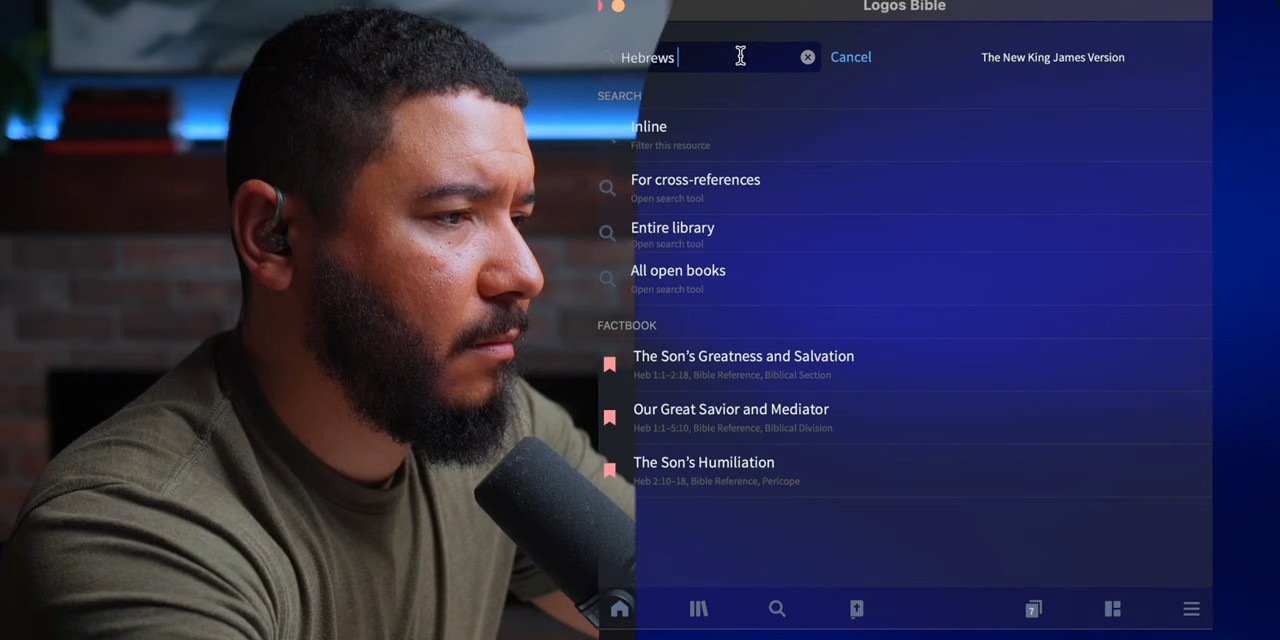 Logos Bible
Hebrews
Cancel
The New King James Version
SEARCH
Inline
Filter this resource
For cross-references
Open search tool
Entire library
Open search tool
All open books
Open search tool
FACTBOOK
The Son’s Greatness and Salvation
Heb 1:1–2:18, Bible Reference, Biblical Section
Our Great Savior and Mediator
Heb 1:1–5:10, Bible Reference, Biblical Division
The Son’s Humiliation
Heb 2:10–18, Bible Reference, Pericope
7